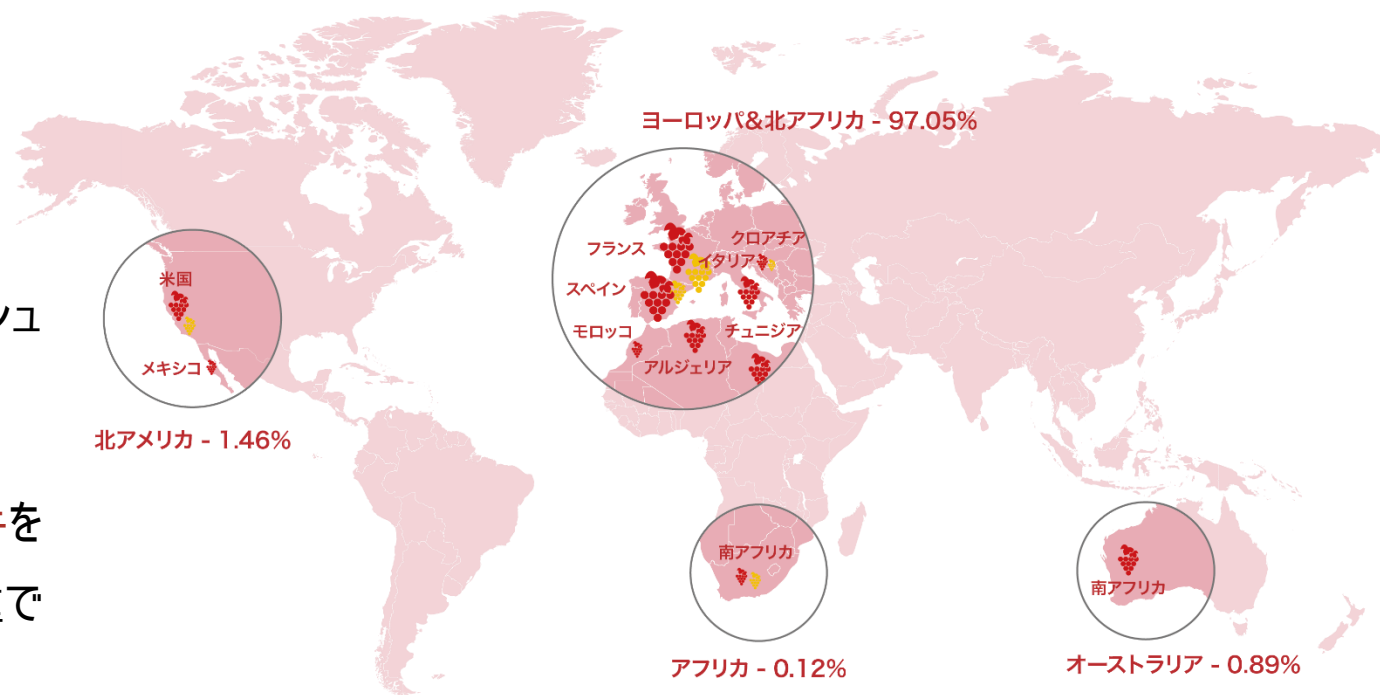 ヨーロッパ&北アフリカ - 97.05%
フランス
クロアチア
イタリア
スペイン
モロッコ
チュニジア
アルジェリア
米国
メキシコ
北アメリカ - 1.46%
南アフリカ
アフリカ - 0.12%
南アフリカ
オーストラリア - 0.89%
を
で